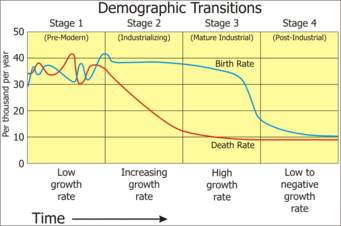 Demographic Transitions
Stage 1 Stage 2 Stage 3 Stage 4
(Pre-Modern) (Industrializing) (Mature Industrial) (Post-Industrial)
50
40
30
20
10
0
Per thousand per year
Birth Rate
Death Rate
Low growth rate
Increasing growth rate
High growth rate
Low to negative growth rate
Time